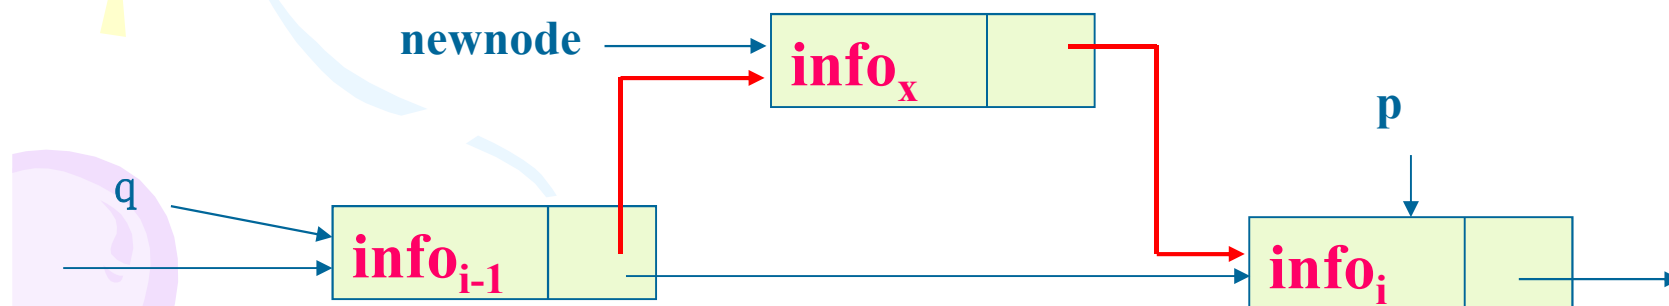 newnode
infoₓ
p
q
infoᵢ₋₁
infoᵢ